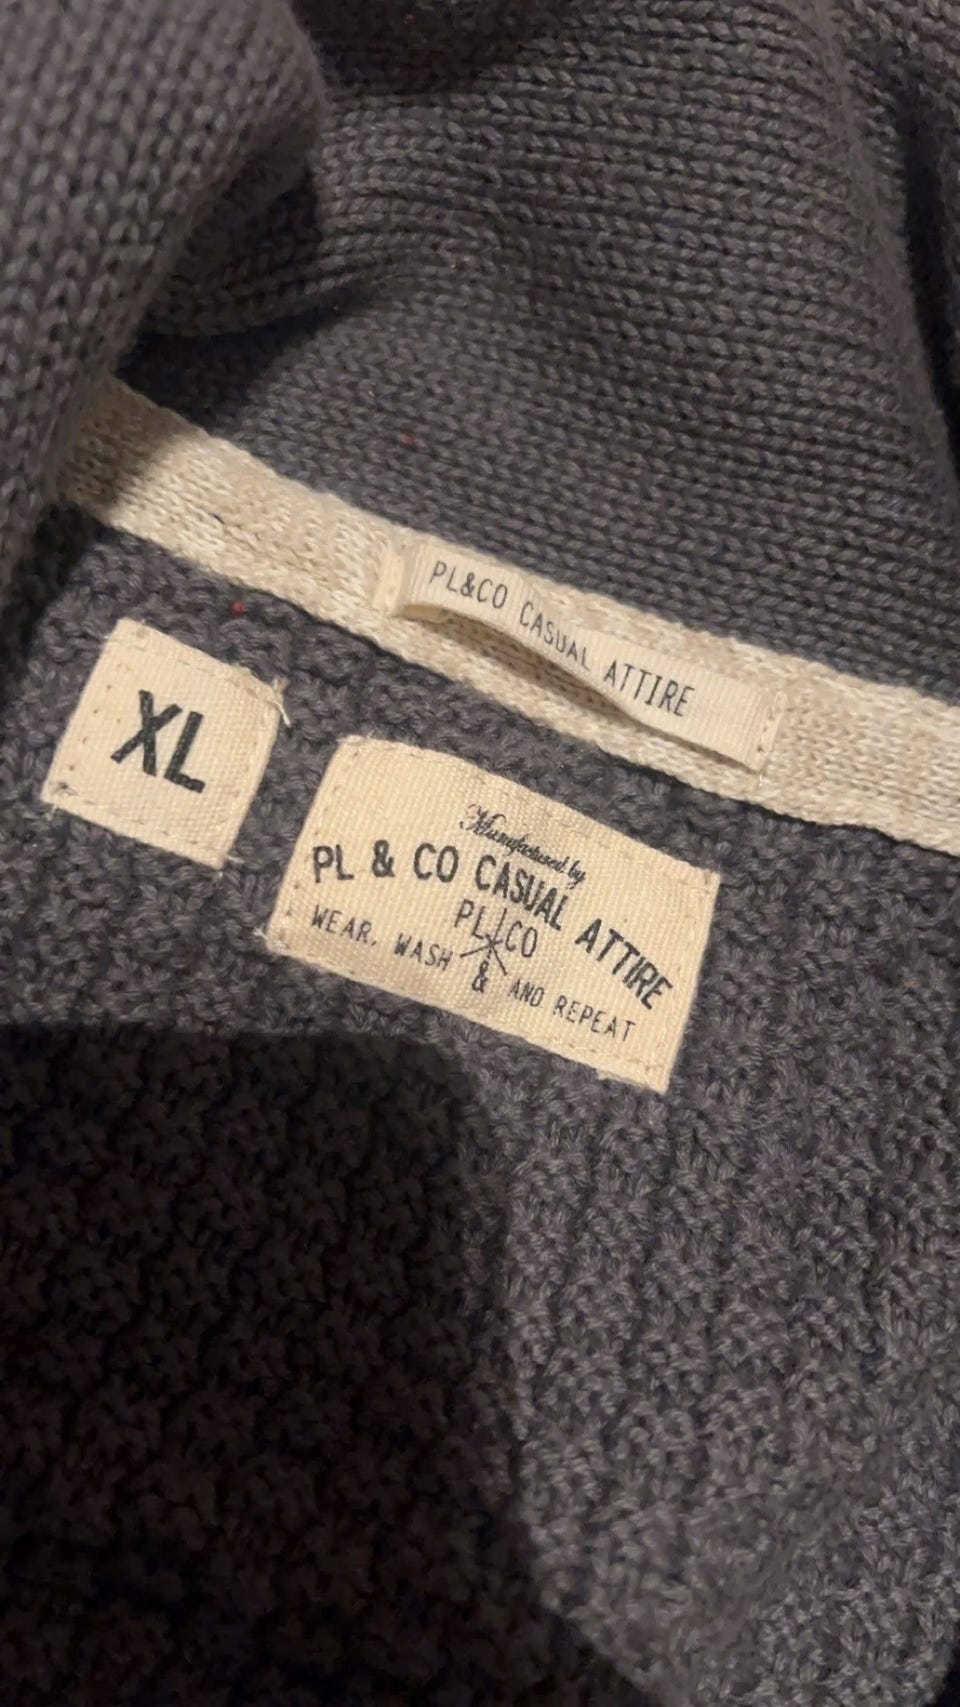 PL&CO CASUAL ATTIRE
XL
Manufactured by
PL & CO CASUAL ATTIRE
PL CO
&
WEAR. WASH AND REPEAT